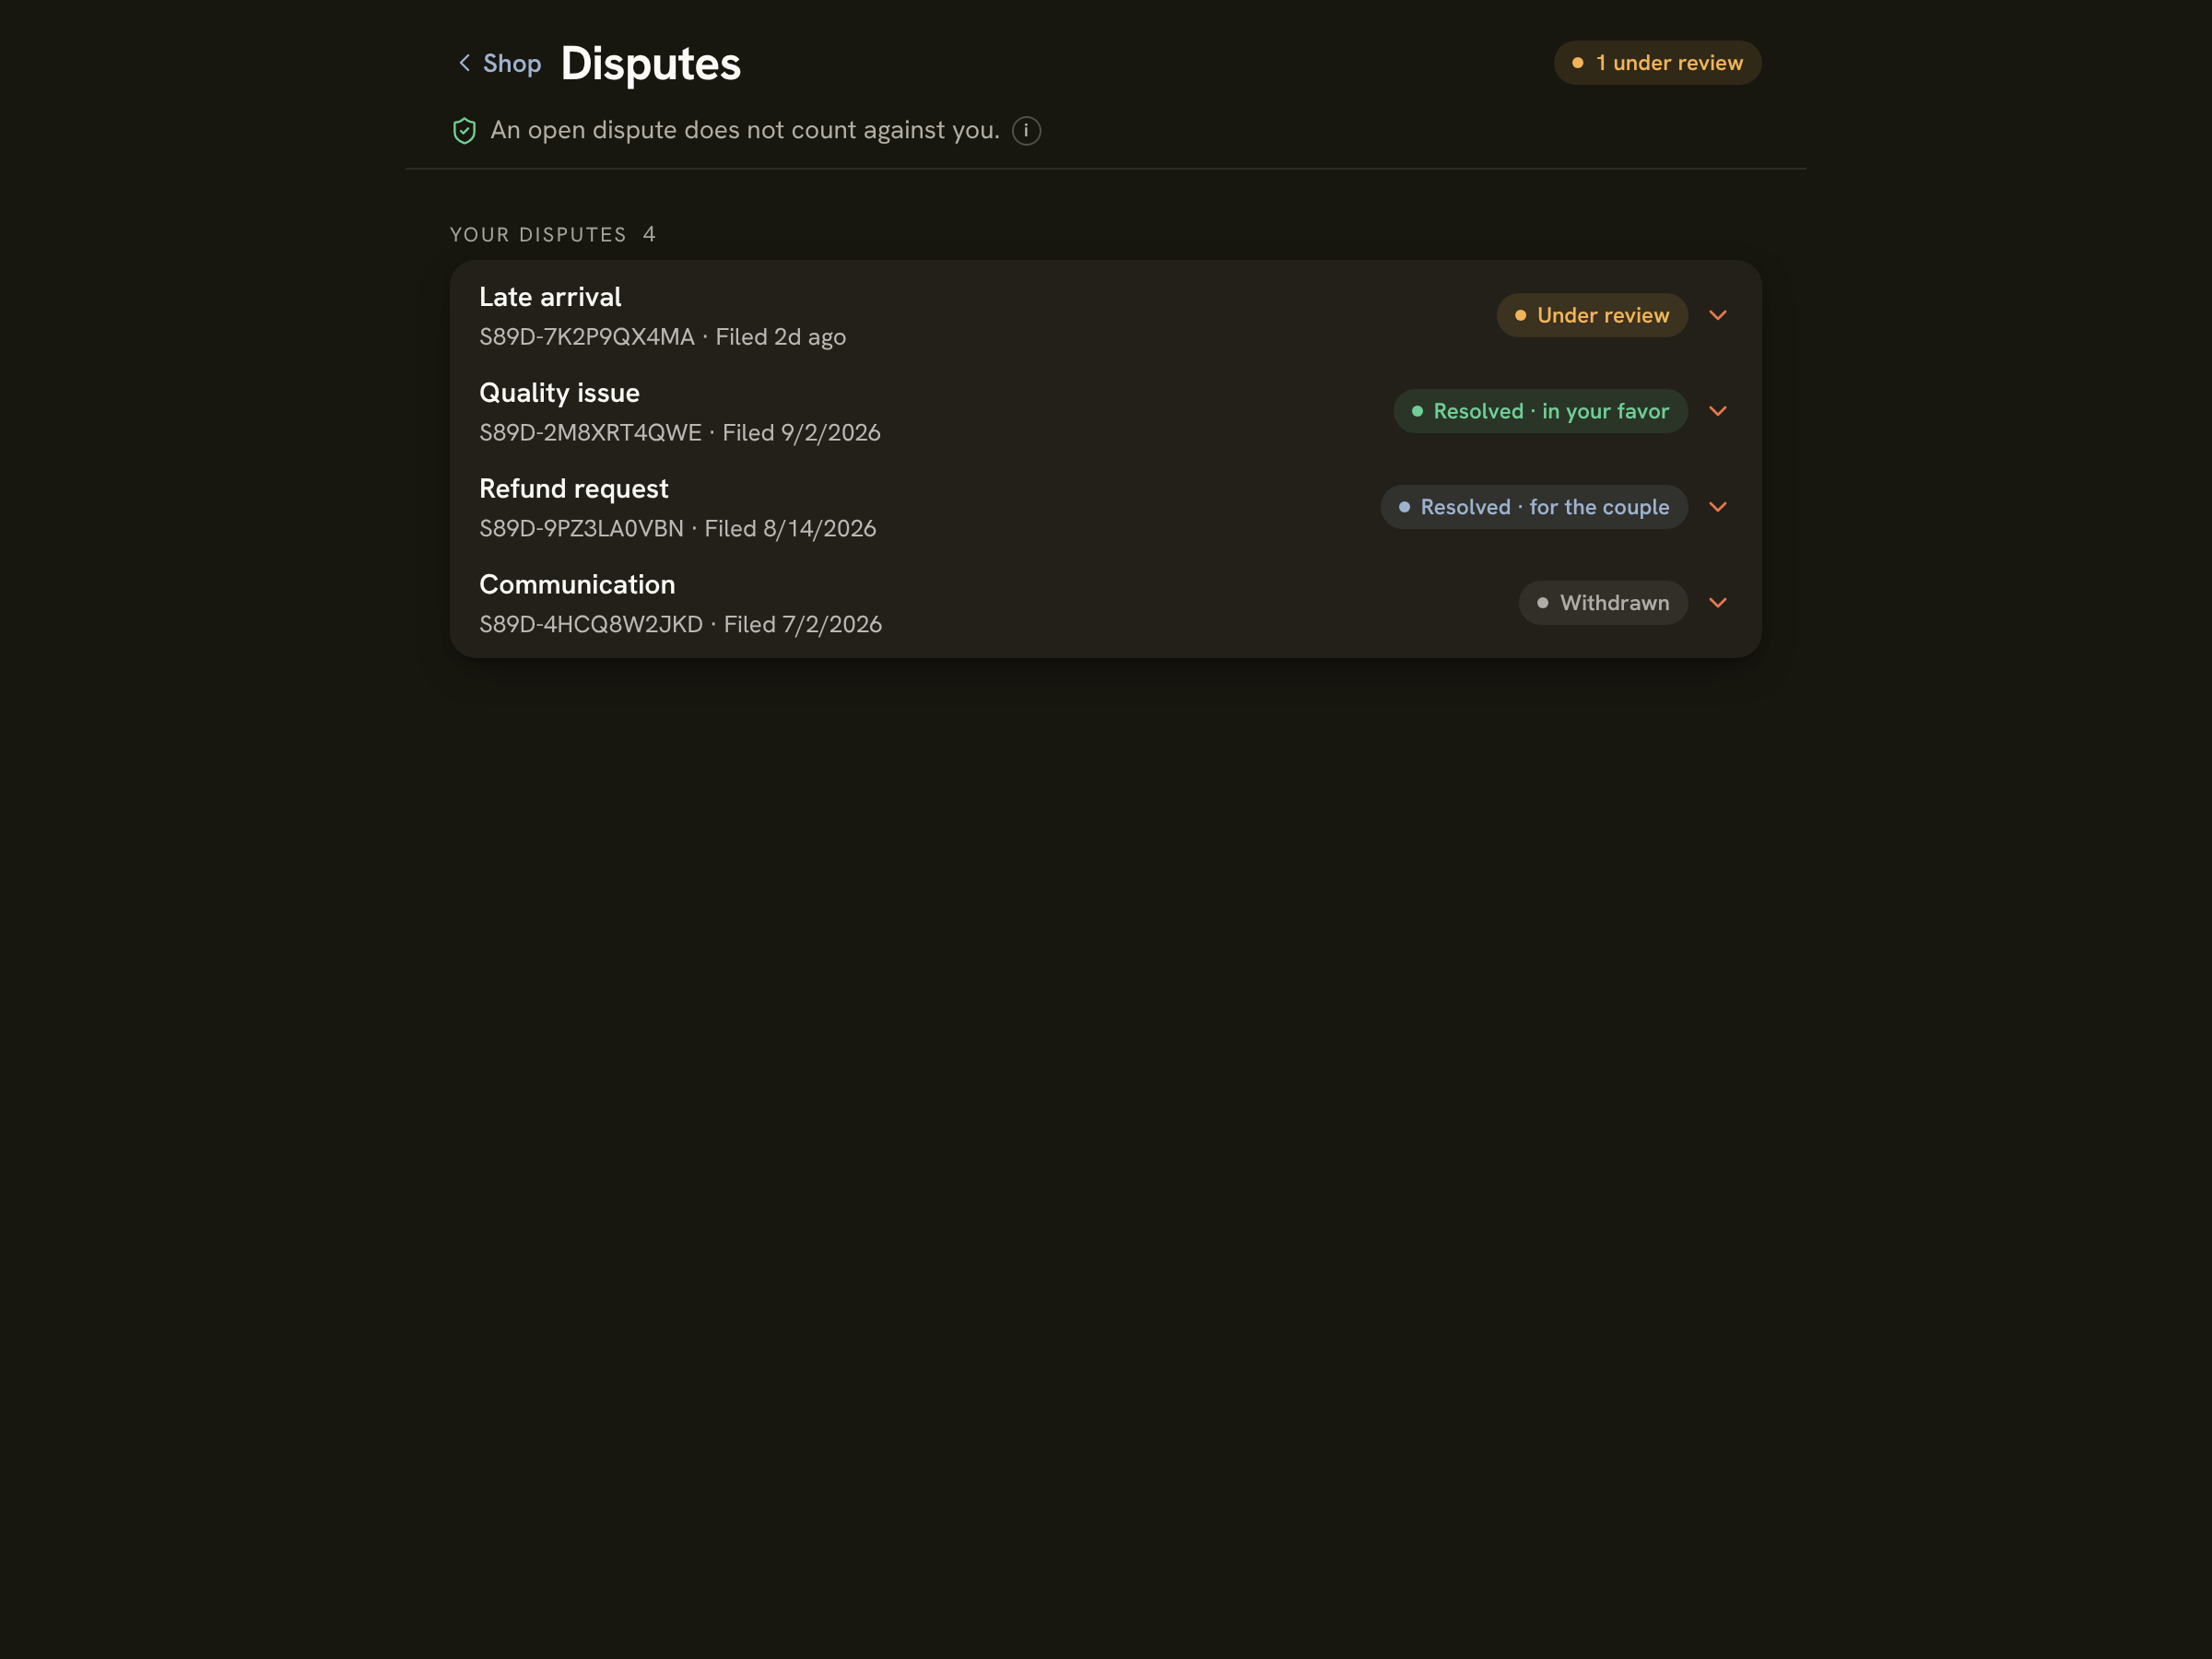 Shop Disputes 1 under review
An open dispute does not count against you. i
YOUR DISPUTES 4
Late arrival
S89D-7K2P9QX4MA · Filed 2d ago
Under review
Quality issue
S89D-2M8XRT4QWE · Filed 9/2/2026
Resolved · in your favor
Refund request
S89D-9PZ3LA0VBN · Filed 8/14/2026
Resolved · for the couple
Communication
S89D-4HCQ8W2JKD · Filed 7/2/2026
Withdrawn